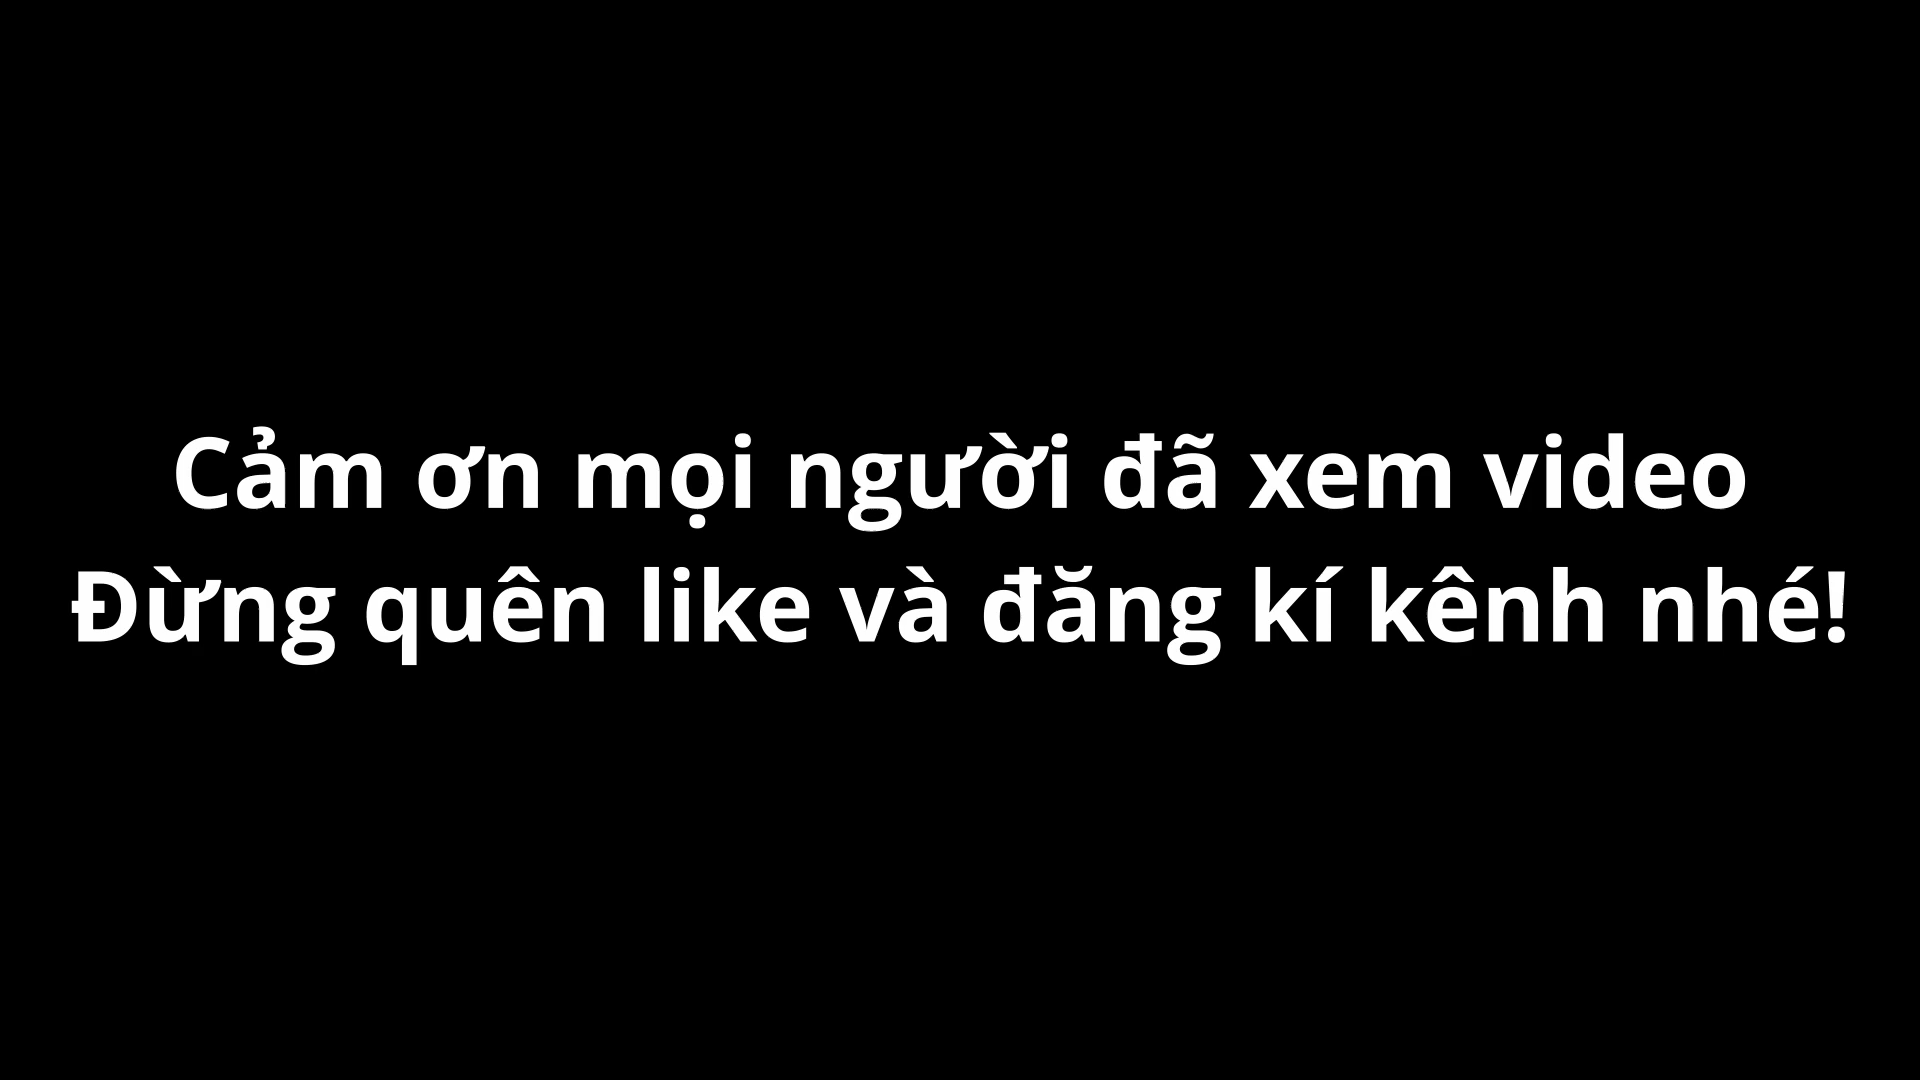 Cảm ơn mọi người đã xem video
Đừng quên like và đăng kí kênh nhé!